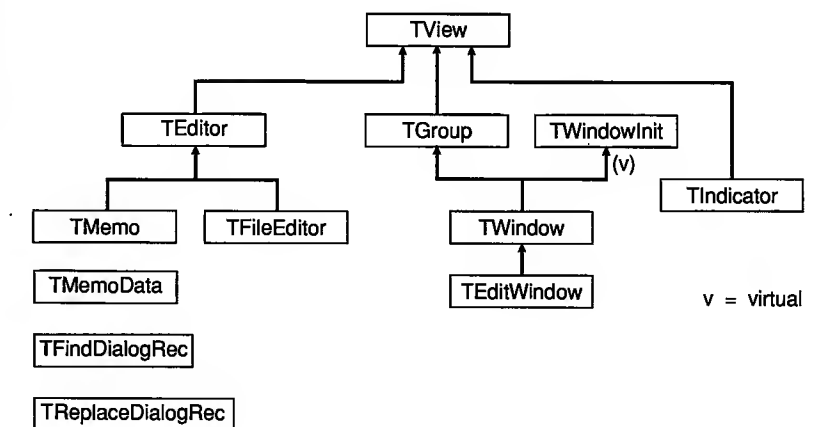 TView
TEditor
TGroup
TWindowInit
(v)
TIndicator
TMemo
TFileEditor
TWindow
TMemoData
TEditWindow
v = virtual
TFindDialogRec
TReplaceDialogRec